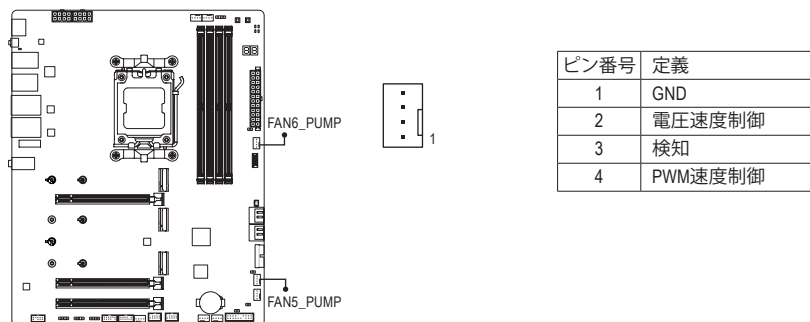 FAN6_PUMP
FAN5_PUMP
1
ピン番号 定義
1 GND
2 電圧速度制御
3 検知
4 PWM速度制御